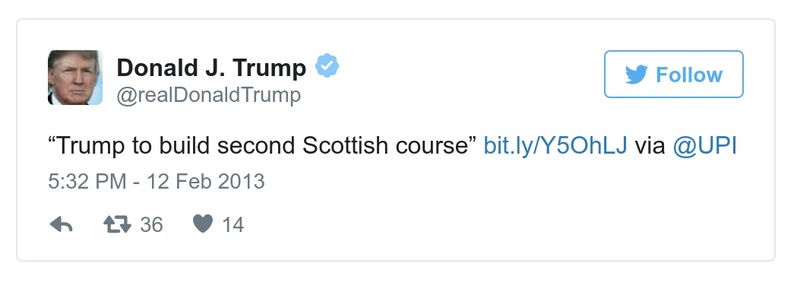 Donald J. Trump
@realDonaldTrump
Follow
“Trump to build second Scottish course” bit.ly/Y5OhLJ via @UPI
5:32 PM - 12 Feb 2013
36 14